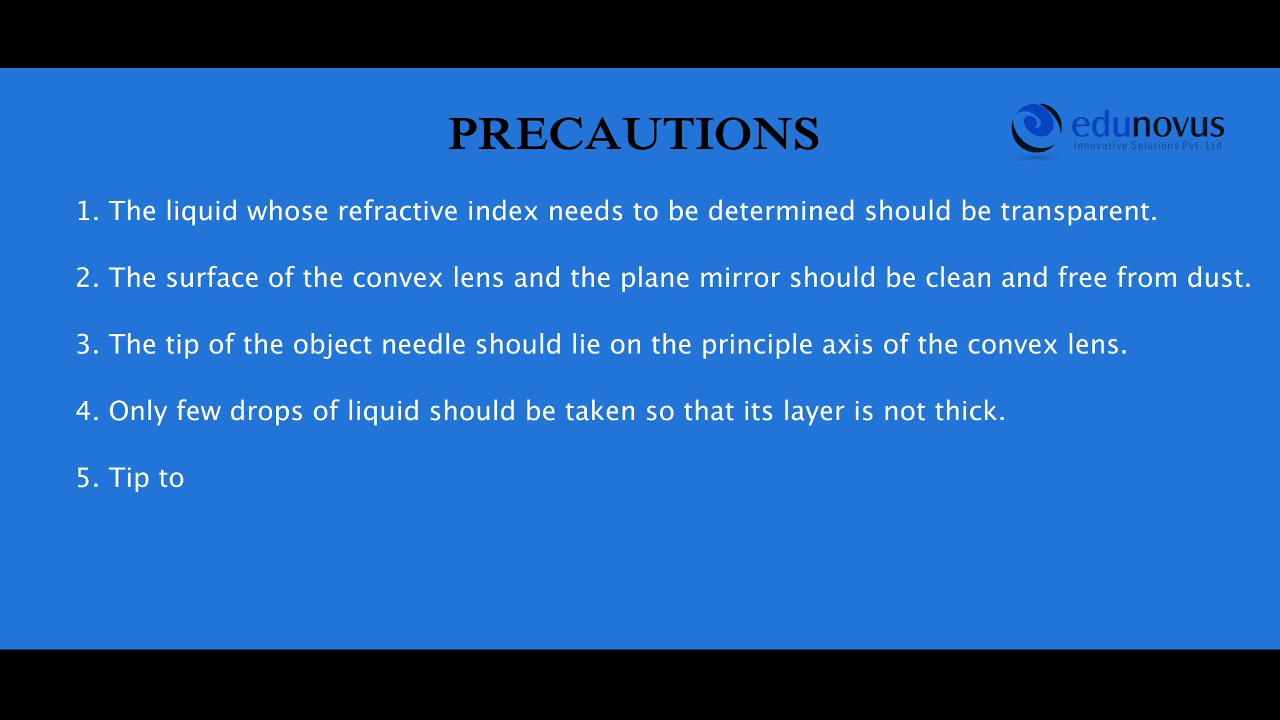 PRECAUTIONS
edunovus
Innovative Solutions Pvt. Ltd
1. The liquid whose refractive index needs to be determined should be transparent.
2. The surface of the convex lens and the plane mirror should be clean and free from dust.
3. The tip of the object needle should lie on the principle axis of the convex lens.
4. Only few drops of liquid should be taken so that its layer is not thick.
5. Tip to